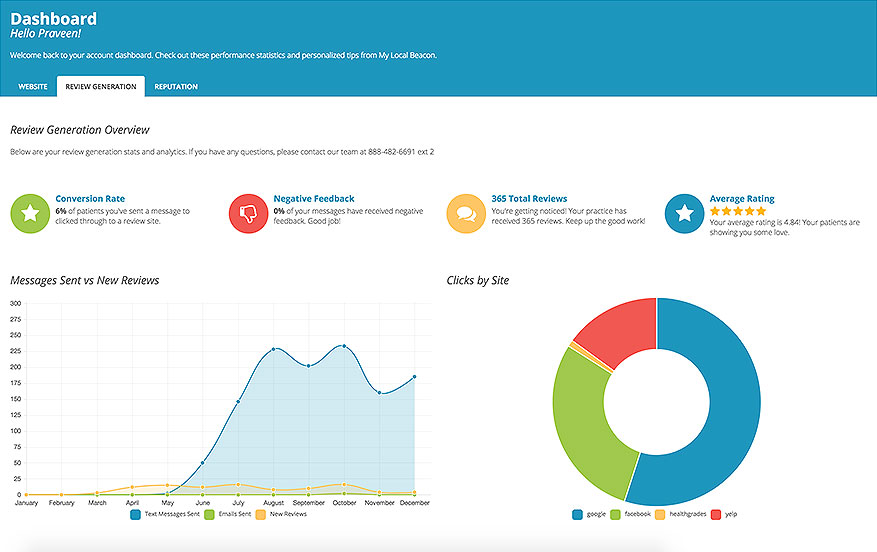 Dashboard
Hello Praveen!
Welcome back to your account dashboard. Check out these performance statistics and personalized tips from My Local Beacon.
WEBSITE
REVIEW GENERATION
REPUTATION
Review Generation Overview
Below are your review generation stats and analytics. If you have any questions, please contact our team at 888-482-6691 ext 2
Conversion Rate
6% of patients you've sent a message to
clicked through to a review site.
Negative Feedback
0% of your messages have received negative
feedback. Good job!
365 Total Reviews
You're getting noticed! Your practice has
received 365 reviews. Keep up the good work!
Average Rating
Your average rating is 4.84! Your patients are
showing you some love.
Messages Sent vs New Reviews
300
275
250
225
200
175
150
125
100
75
50
25
0
January February March April May June July August September October November December
Text Messages Sent Emails Sent New Reviews
Clicks by Site
google facebook healthgrades yelp